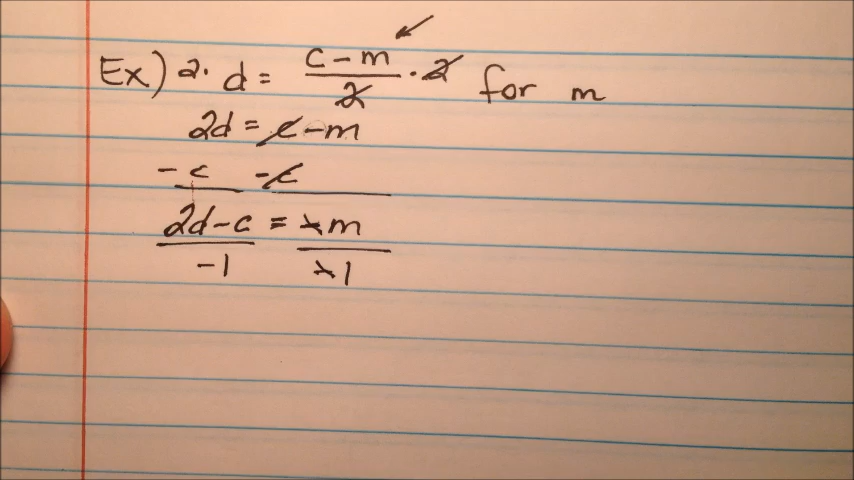 Ex) 2. d = c - m / 2 . 2 for m
2d = c - m
- c - c
2d - c = - m
-1 -1